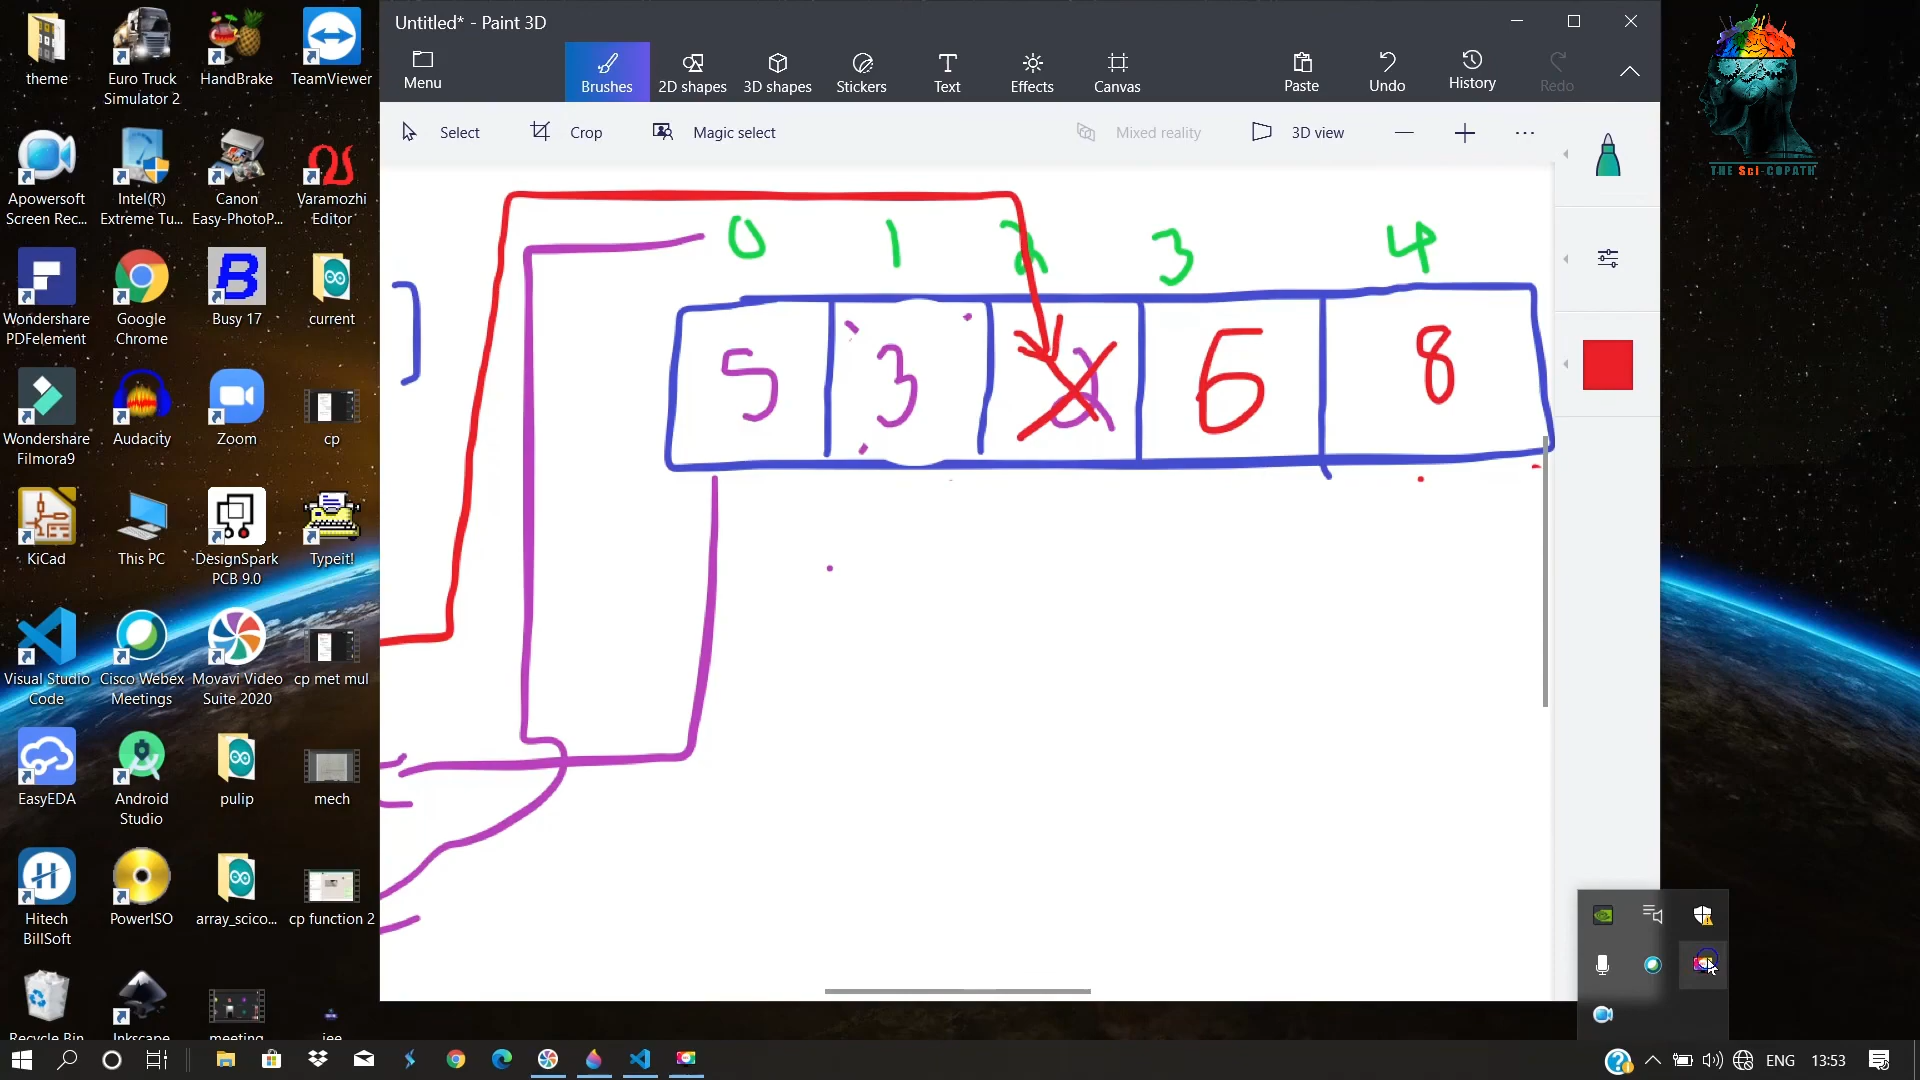 Untitled* - Paint 3D
Menu
Brushes
2D shapes
3D shapes
Stickers
Text
Effects
Canvas
Paste
Undo
History
Redo
Select
Crop
Magic select
Mixed reality
3D view
0 1 2 3 4
5 3 2 6 8
theme
Euro Truck
Simulator 2
HandBrake
TeamViewer
Apowersoft
Screen Rec...
Intel(R)
Extreme Tu...
Canon
Easy-PhotoP...
Varamozhi
Editor
Wondershare
PDFelement
Google
Chrome
Busy 17
current
Wondershare
Filmora9
Audacity
Zoom
cp
KiCad
This PC
DesignSpark
PCB 9.0
Typeit!
Visual Studio
Code
Cisco Webex
Meetings
Movavi Video
Suite 2020
cp met mul
EasyEDA
Android
Studio
pulip
mech
Hitech
BillSoft
PowerISO
array_scico...
cp function 2
Recycle Bin
Inkscape
meeting
iee
THE Sci-COPATH
ENG
13:53